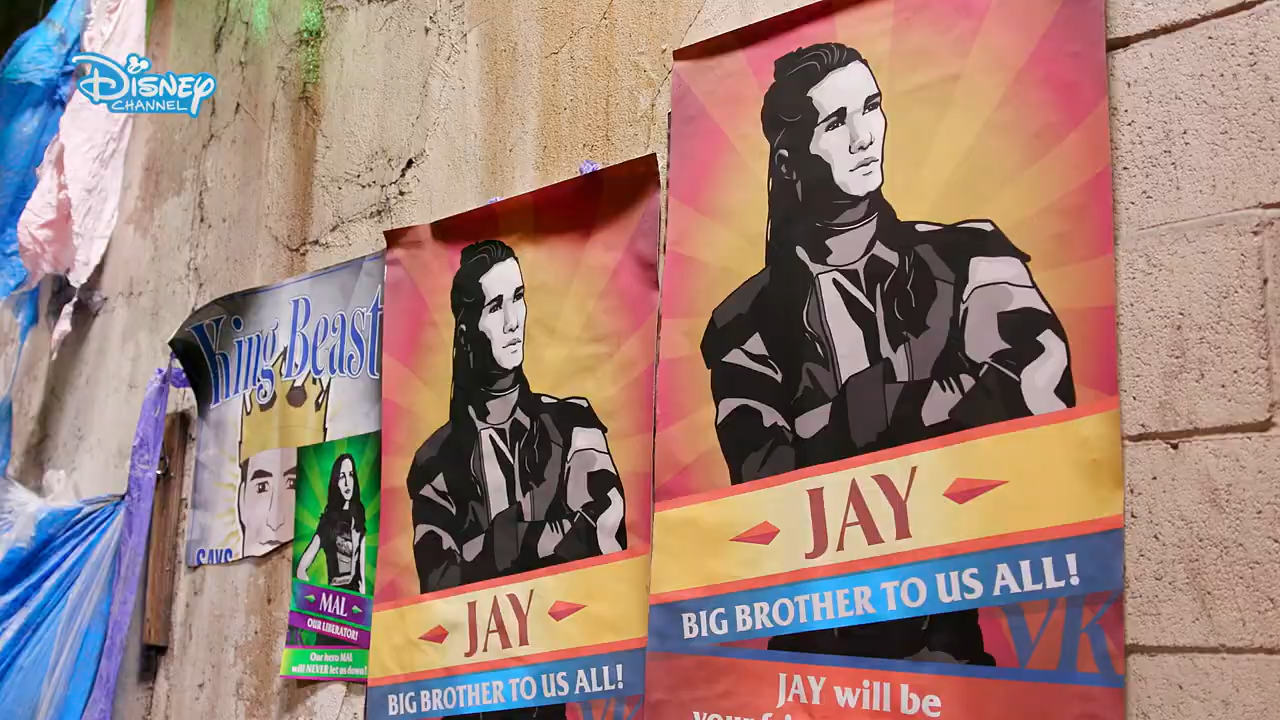 DISNEY
CHANNEL
King Beast
SAYS
MAL
OUR LIBERATOR!
Our hero MAL
will NEVER let us down!
JAY
BIG BROTHER TO US ALL!
VK
JAY
BIG BROTHER TO US ALL!
VK
JAY will be